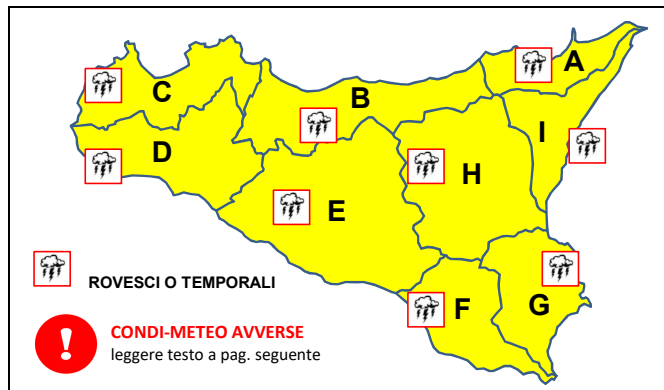 A
C
B
I
D
H
E
F
G
ROVESCI O TEMPORALI
!
CONDI-METEO AVVERSE
leggere testo a pag. seguente